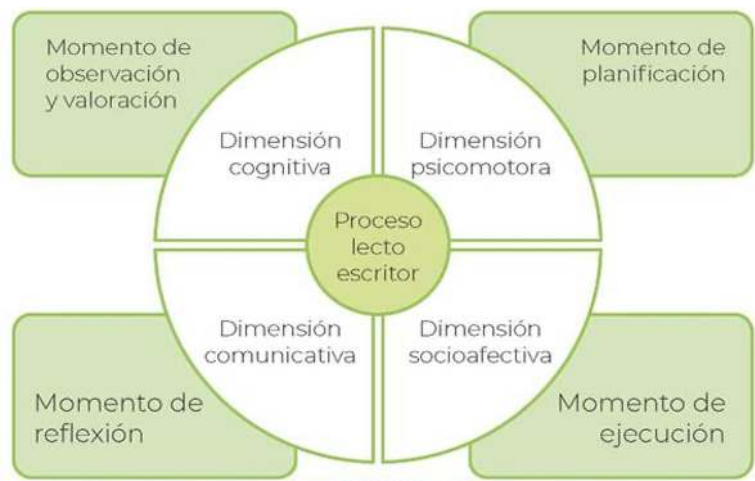 Momento de
observación
y valoración
Momento de
planificación
Dimensión
cognitiva
Dimensión
psicomotora
Proceso
lecto
escritor
Dimensión
comunicativa
Dimensión
socioafectiva
Momento de
reflexión
Momento de
ejecución